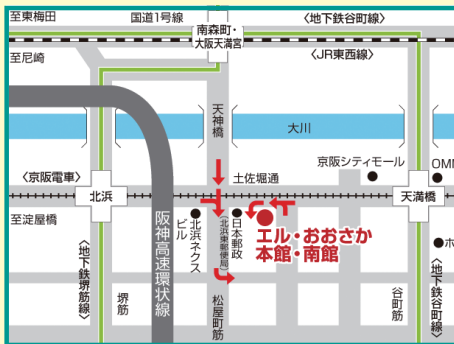 至東梅田
国道1号線
南森町・
大阪天満宮
〈地下鉄谷町線〉
〈JR東西線〉
至尼崎
天神橋
大川
京阪シティモール
OMM
土佐堀通
〈京阪電車〉
北浜
天満橋
至淀屋橋
阪神高速環状線
北浜ネクス
ビル
(北浜東郵便局)
日本郵政
エル・おおさか
本館・南館
ホ
〈地下鉄堺筋線〉
堺筋
松屋町筋
谷町筋
〈地下鉄谷町線〉